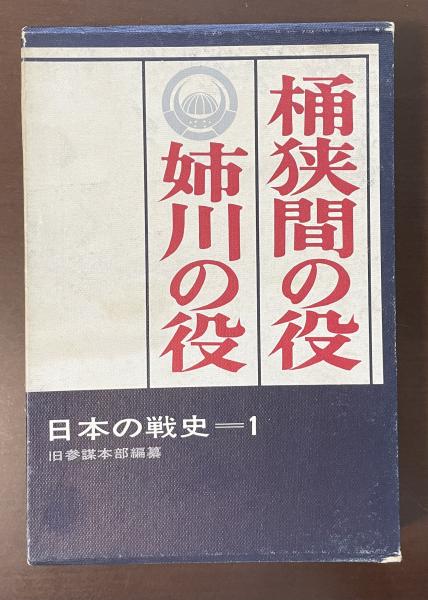 桶狭間の役
姉川の役
日本の戦史＝1
旧参謀本部編纂